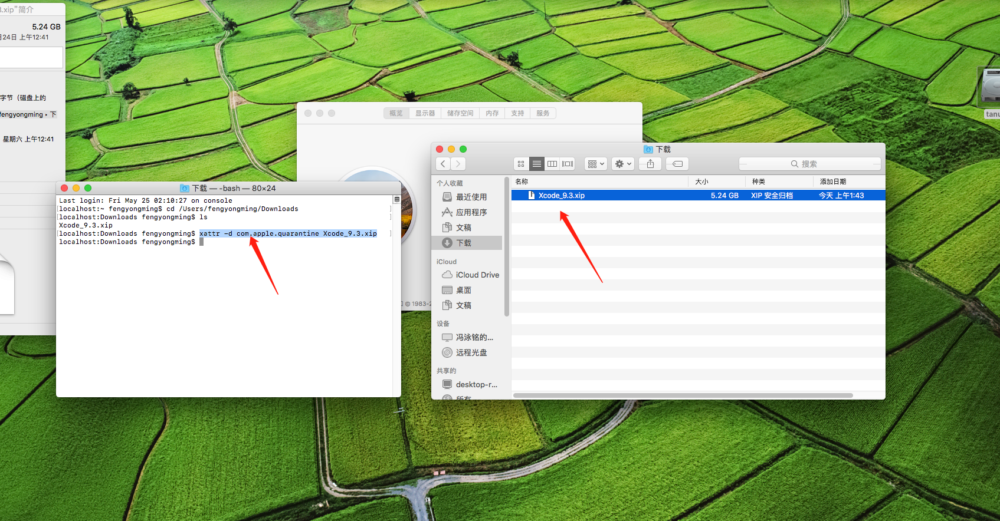 3.xip”简介
5.24 GB
月24日 上午12:41
字节（磁盘上的
fengyongming ▸ 下
星期六 上午12:41
概览
显示器
储存空间
内存
支持
服务
© 1983-2
下载 — -bash — 80×24
Last login: Fri May 25 02:10:27 on console
[localhost:~ fengyongming$ cd /Users/fengyongming/Downloads ]
[localhost:Downloads fengyongming$ ls ]
Xcode_9.3.xip
[localhost:Downloads fengyongming$ xattr -d com.apple.quarantine Xcode_9.3.xip ]
localhost:Downloads fengyongming$
下载
搜索
个人收藏
最近使用
应用程序
文稿
下载
iCloud
iCloud Drive
桌面
文稿
设备
冯泳铭的...
远程光盘
共享的
desktop-r...
所有
名称 大小 种类 添加日期
Xcode_9.3.xip 5.24 GB XIP 安全归档 今天 上午1:43
tanu